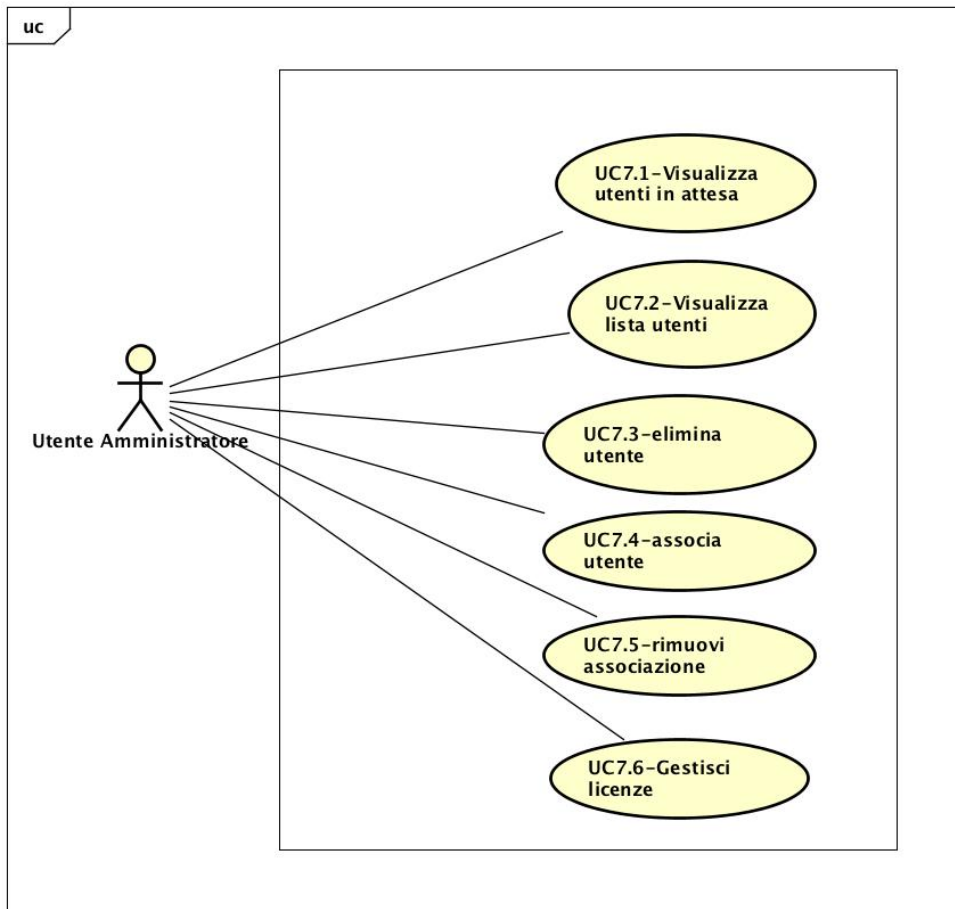 uc
UC7.1-Visualizza
utenti in attesa
UC7.2-Visualizza
lista utenti
Utente Amministratore
UC7.3-elimina
utente
UC7.4-associa
utente
UC7.5-rimuovi
associazione
UC7.6-Gestisci
licenze